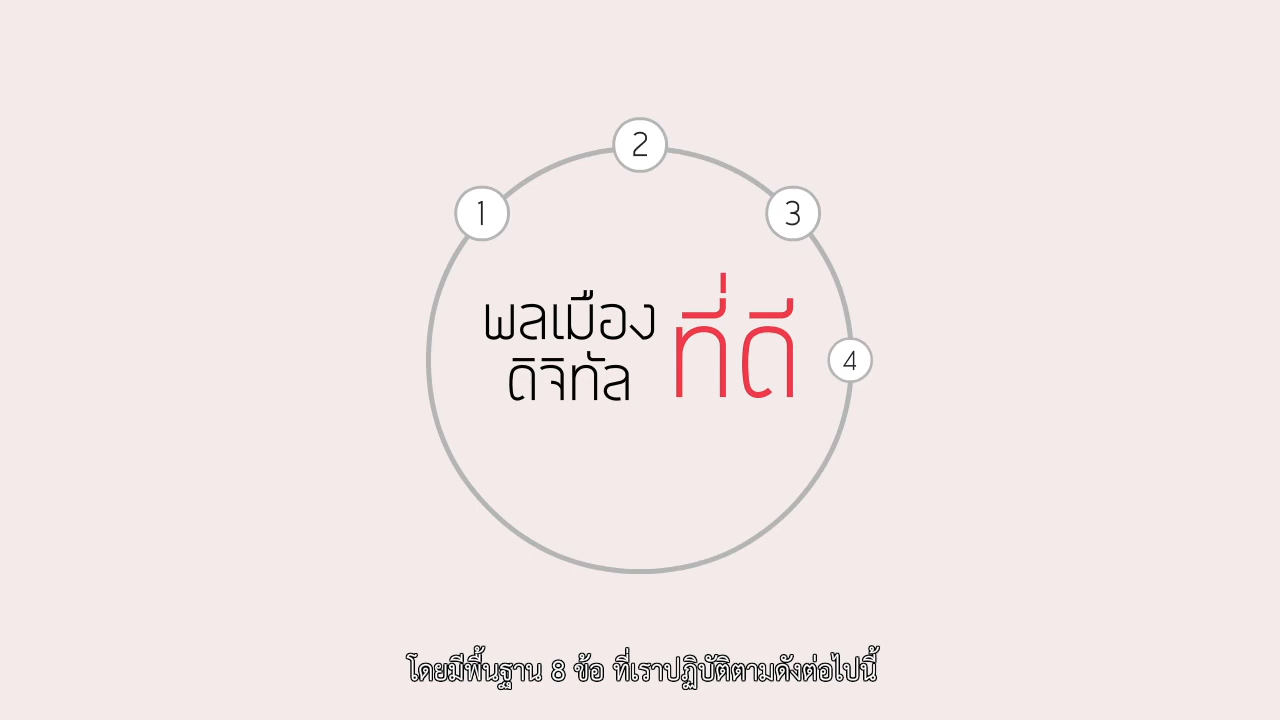 1
2
3
4
พลเมือง
ดิจิทัล
ที่ดี
โดยมีพื้นฐาน 8 ข้อ ที่เราปฏิบัติตามดังต่อไปนี้